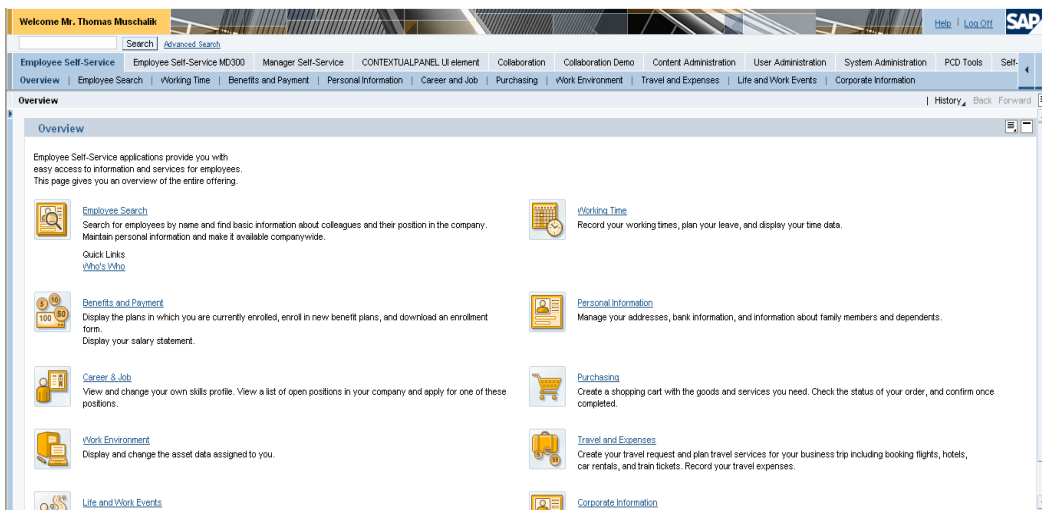 Welcome Mr. Thomas Muschalik
Help | Log Off
SAP
Search Advanced Search
Employee Self-Service Employee Self-Service MD300 Manager Self-Service CONTEXTUALPANEL UI element Collaboration Collaboration Demo Content Administration User Administration System Administration PCD Tools Self-
Overview | Employee Search | Working Time | Benefits and Payment | Personal Information | Career and Job | Purchasing | Work Environment | Travel and Expenses | Life and Work Events | Corporate Information
Overview | History Back Forward
Overview
Employee Self-Service applications provide you with
easy access to information and services for employees.
This page gives you an overview of the entire offering.
Employee Search
Search for employees by name and find basic information about colleagues and their position in the company.
Maintain personal information and make it available companywide.
Quick Links
Who's Who
Working Time
Record your working times, plan your leave, and display your time data.
Benefits and Payment
Display the plans in which you are currently enrolled, enroll in new benefit plans, and download an enrollment
form.
Display your salary statement.
Personal Information
Manage your addresses, bank information, and information about family members and dependents.
Career & Job
View and change your own skills profile. View a list of open positions in your company and apply for one of these
positions.
Purchasing
Create a shopping cart with the goods and services you need. Check the status of your order, and confirm once
completed.
Work Environment
Display and change the asset data assigned to you.
Travel and Expenses
Create your travel request and plan travel services for your business trip including booking flights, hotels,
car rentals, and train tickets. Record your travel expenses.
Life and Work Events
Corporate Information